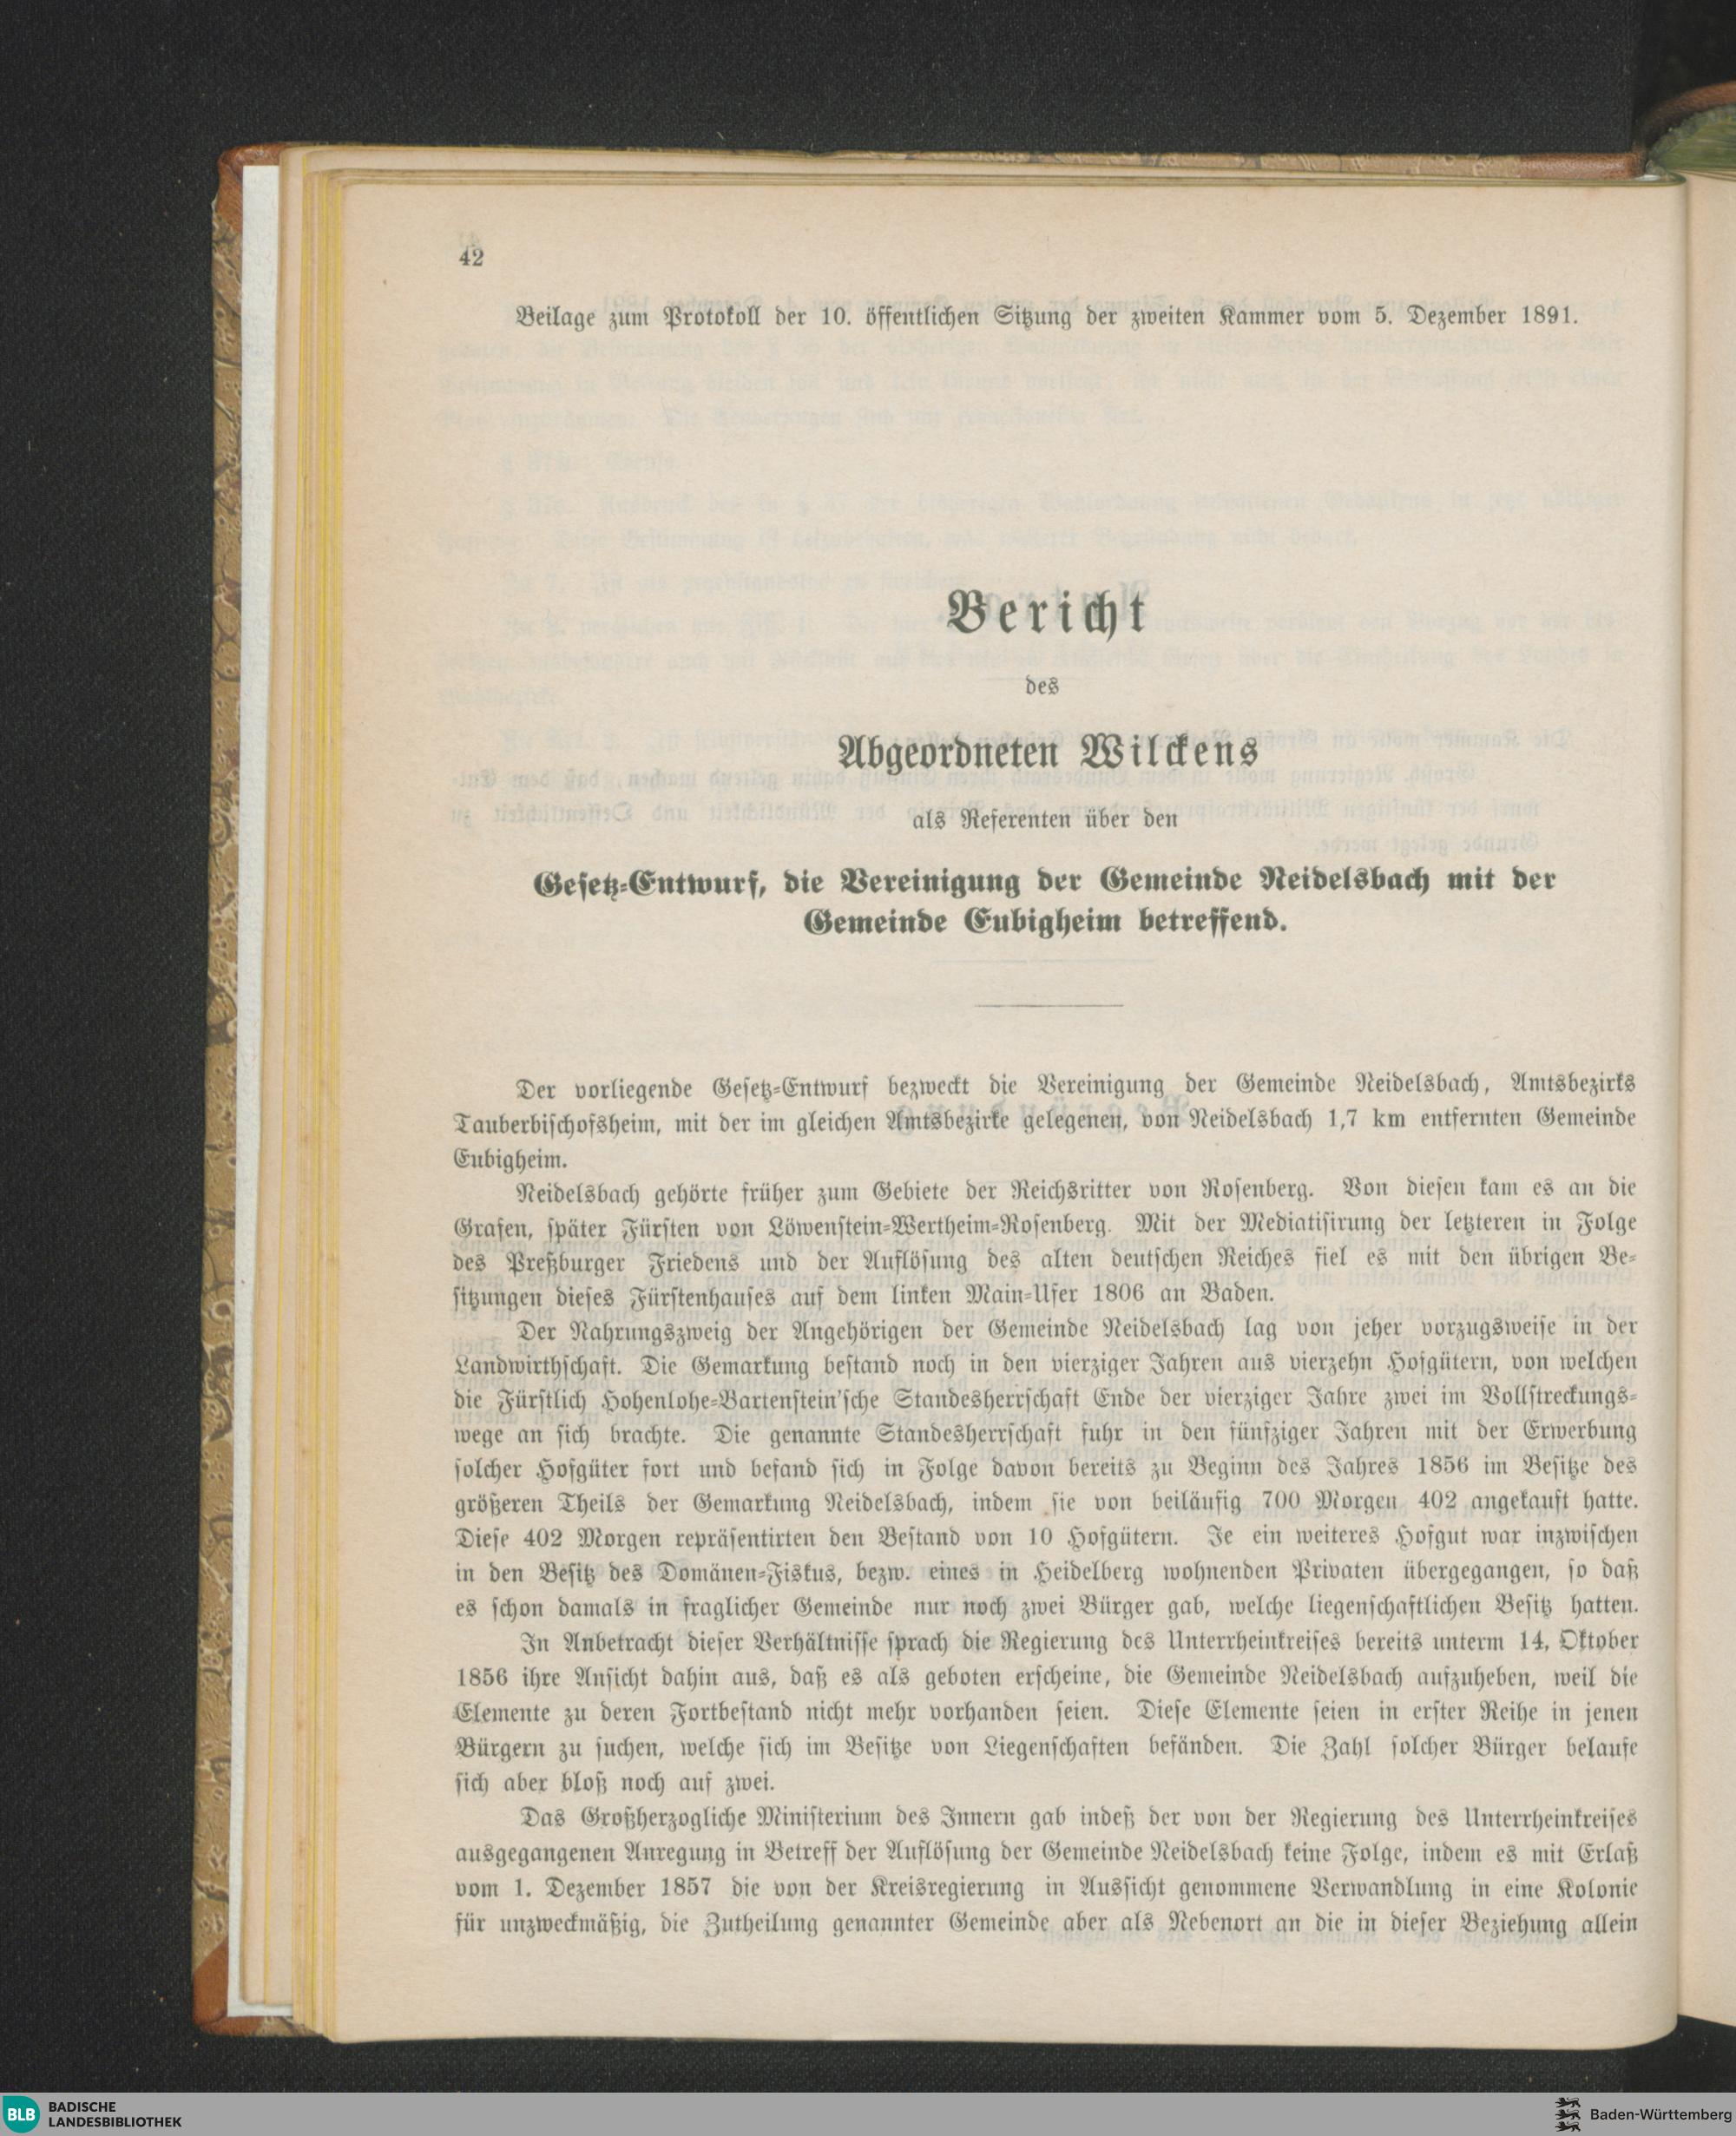 42
Beilage zum Protokoll der 10. öffentlichen Sitzung der zweiten Kammer vom 5. Dezember 1891.
Bericht
des
Abgeordneten Wilckens
als Referenten über den
Gesetz-Entwurf, die Vereinigung der Gemeinde Neidelsbach mit der
Gemeinde Eubigheim betreffend.
Der vorliegende Gesetz-Entwurf bezweckt die Vereinigung der Gemeinde Neidelsbach, Amtsbezirks
Tauberbischofsheim, mit der im gleichen Amtsbezirke gelegenen, von Neidelsbach 1,7 km entfernten Gemeinde
Eubigheim.
Neidelsbach gehörte früher zum Gebiete der Reichsritter von Rosenberg. Von diesen kam es an die
Grafen, später Fürsten von Löwenstein-Wertheim-Rosenberg. Mit der Mediatisirung der letzteren in Folge
des Preßburger Friedens und der Auflösung des alten deutschen Reiches fiel es mit den übrigen Be-
sitzungen dieses Fürstenhauses auf dem linken Main-Ufer 1806 an Baden.
Der Nahrungszweig der Angehörigen der Gemeinde Neidelsbach lag von jeher vorzugsweise in der
Landwirthschaft. Die Gemarkung bestand noch in den vierziger Jahren aus vierzehn Hofgütern, von welchen
die Fürstlich Hohenlohe-Bartenstein'sche Standesherrschaft Ende der vierziger Jahre zwei im Vollstreckungs-
wege an sich brachte. Die genannte Standesherrschaft fuhr in den fünfziger Jahren mit der Erwerbung
solcher Hofgüter fort und befand sich in Folge davon bereits zu Beginn des Jahres 1856 im Besitze des
größeren Theils der Gemarkung Neidelsbach, indem sie von beiläufig 700 Morgen 402 angekauft hatte.
Diese 402 Morgen repräsentirten den Bestand von 10 Hofgütern. Je ein weiteres Hofgut war inzwischen
in den Besitz des Domänen-Fiskus, bezw. eines in Heidelberg wohnenden Privaten übergegangen, so daß
es schon damals in fraglicher Gemeinde nur noch zwei Bürger gab, welche liegenschaftlichen Besitz hatten.
In Anbetracht dieser Verhältnisse sprach die Regierung des Unterrheinkreises bereits unterm 14, Oktober
1856 ihre Ansicht dahin aus, daß es als geboten erscheine, die Gemeinde Neidelsbach aufzuheben, weil die
Elemente zu deren Fortbestand nicht mehr vorhanden seien. Diese Elemente seien in erster Reihe in jenen
Bürgern zu suchen, welche sich im Besitze von Liegenschaften befänden. Die Zahl solcher Bürger belaufe
sich aber bloß noch auf zwei.
Das Großherzogliche Ministerium des Innern gab indeß der von der Regierung des Unterrheinkreises
ausgegangenen Anregung in Betreff der Auflösung der Gemeinde Neidelsbach keine Folge, indem es mit Erlaß
vom 1. Dezember 1857 die von der Kreisregierung in Aussicht genommene Verwandlung in eine Kolonie
für unzweckmäßig, die Zutheilung genannter Gemeinde aber als Nebenort an die in dieser Beziehung allein
BLB BADISCHE
LANDESBIBLIOTHEK
Baden-Württemberg